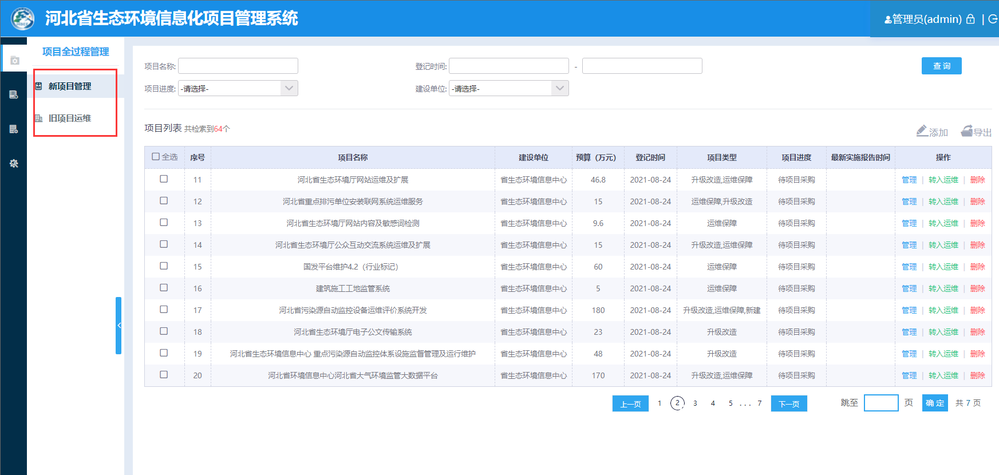 河北省生态环境信息化项目管理系统
管理员(admin) |
项目全过程管理
新项目管理
旧项目运维
项目名称: 登记时间: - 查 询
项目进度: -请选择- 建设单位: -请选择-
项目列表 共检索到64个 添加 导出
全选 序号 项目名称 建设单位 预算（万元） 登记时间 项目类型 项目进度 最新实施报告时间 操作
11 河北省生态环境厅网站运维及扩展 省生态环境信息中心 46.8 2021-08-24 升级改造,运维保障 待项目采购 管理 | 转入运维 | 删除
12 河北省重点排污单位安装联网系统运维服务 省生态环境信息中心 15 2021-08-24 运维保障,升级改造 待项目采购 管理 | 转入运维 | 删除
13 河北省生态环境厅网站内容及敏感词检测 省生态环境信息中心 9.6 2021-08-24 运维保障 待项目采购 管理 | 转入运维 | 删除
14 河北省生态环境厅公众互动交流系统运维及扩展 省生态环境信息中心 15 2021-08-24 升级改造,运维保障 待项目采购 管理 | 转入运维 | 删除
15 国发平台维护4.2（行业标记） 省生态环境信息中心 60 2021-08-24 运维保障 待项目采购 管理 | 转入运维 | 删除
16 建筑施工工地监管系统 省生态环境信息中心 5 2021-08-24 运维保障 待项目采购 管理 | 转入运维 | 删除
17 河北省污染源自动监控设备运维评价系统开发 省生态环境信息中心 180 2021-08-24 升级改造,运维保障,新建 待项目采购 管理 | 转入运维 | 删除
18 河北省生态环境厅电子公文传输系统 省生态环境信息中心 23 2021-08-24 升级改造 待项目采购 管理 | 转入运维 | 删除
19 河北省生态环境信息中心 重点污染源自动监控体系设施监督管理及运行维护 省生态环境信息中心 48 2021-08-24 升级改造 待项目采购 管理 | 转入运维 | 删除
20 河北省环境信息中心河北省大气环境监管大数据平台 省生态环境信息中心 170 2021-08-24 升级改造,运维保障 待项目采购 管理 | 转入运维 | 删除
上一页 1 2 3 4 5 ... 7 下一页 跳至 页 确 定 共 7 页